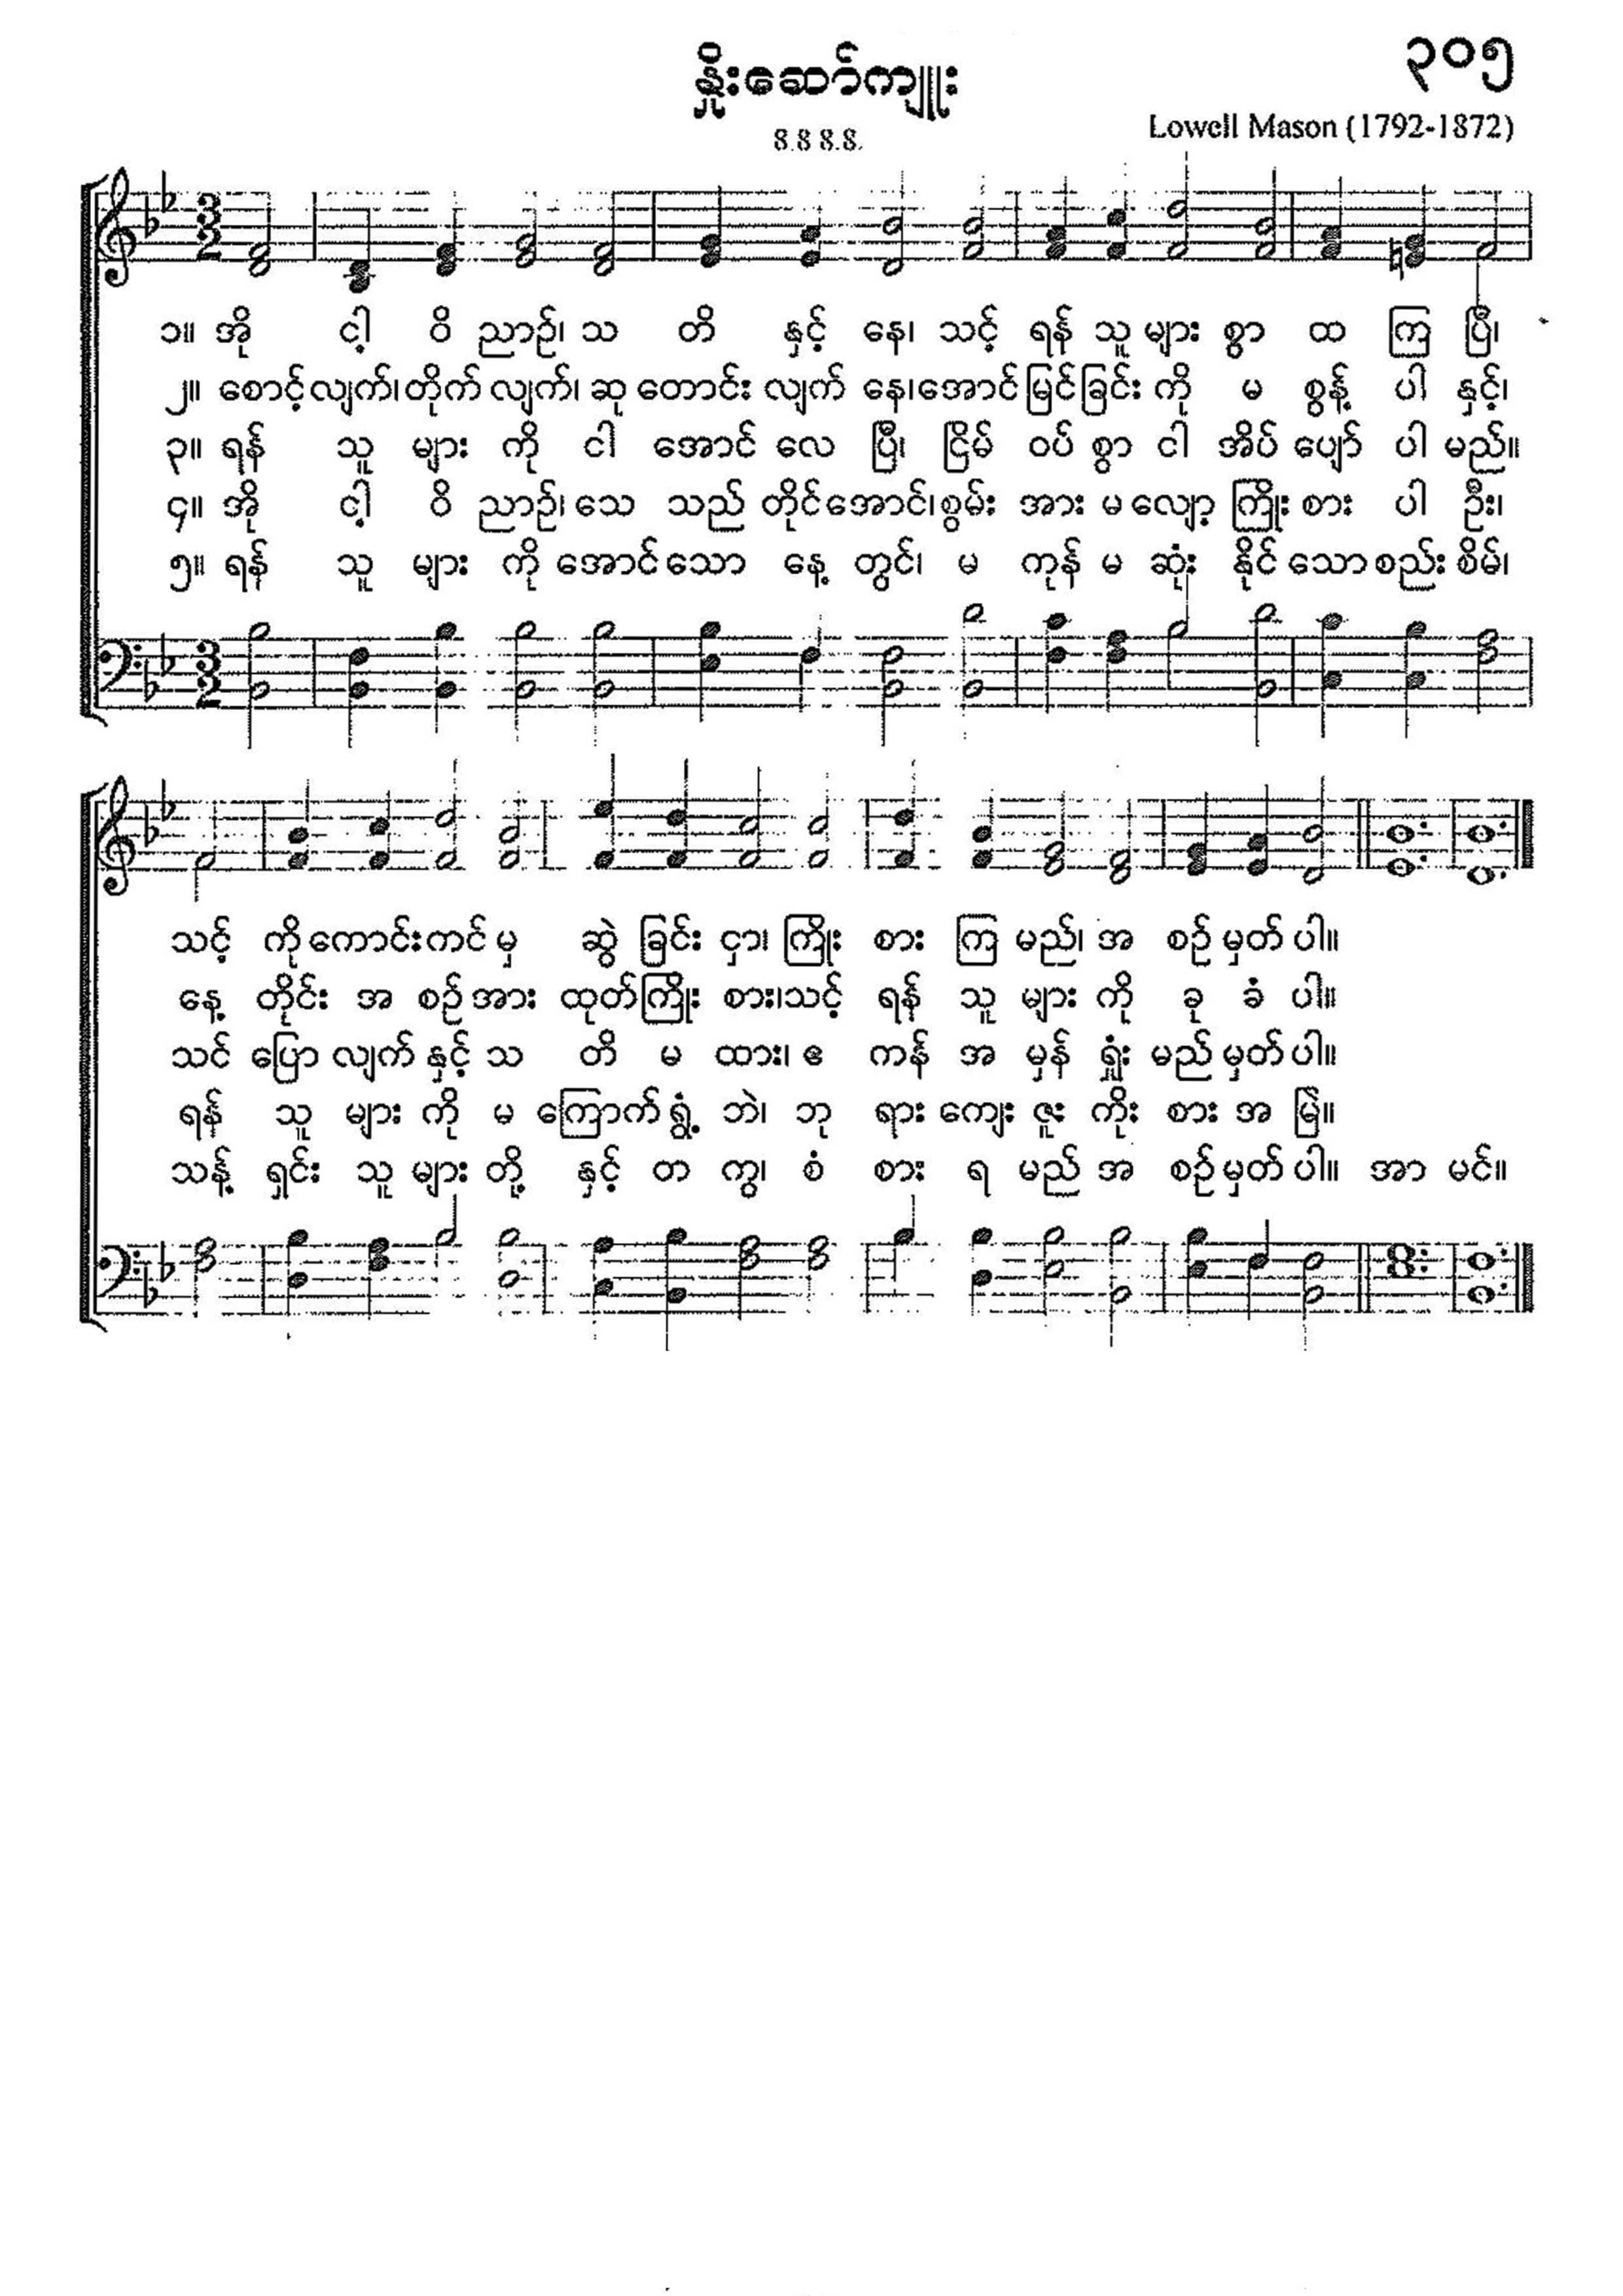 ၃၀၅
နှိုးဆော်ကျူး
8.8 8.8.
Lowell Mason (1792-1872)
၁။ အို ငါ့ ဝိ ညာဉ်၊ သ တိ နှင့် နေ၊ သင့် ရန် သူ များ စွာ ထ ကြ ပြီ၊
၂။ စောင့် လျက်၊ တိုက် လျက်၊ ဆု တောင်း လျက် နေ၊ အောင် မြင် ခြင်း ကို မ စွန့် ပါ နှင့်၊
၃။ ရန် သူ များ ကို ငါ အောင် လေ ပြီ၊ ငြိမ် ဝပ် စွာ ငါ အိပ် ပျော် ပါ မည်။
၄။ အို ငါ့ ဝိ ညာဉ်၊ သေ သည် တိုင် အောင်၊ စွမ်း အား မ လျော့ ကြိုး စား ပါ ဦး၊
၅။ ရန် သူ များ ကို အောင် သော နေ့ တွင်၊ မ ကုန် မ ဆုံး နိုင် သော စည်း စိမ်၊
သင့် ကို ကောင်း ကင် မှ ဆွဲ ခြင်း ငှာ၊ ကြိုး စား ကြ မည်၊ အ စဉ် မှတ် ပါ။
နေ့ တိုင်း အ စဉ် အား ထုတ် ကြိုး စား၊ သင့် ရန် သူ များ ကို ခု ခံ ပါ။
သင် ပြော လျက် နှင့် သ တိ မ ထား၊ ဧ ကန် အ မှန် ရှုံး မည် မှတ် ပါ။
ရန် သူ များ ကို မ ကြောက် ရွံ့ ဘဲ၊ ဘု ရား ကျေး ဇူး ကိုး စား အ မြဲ။
သန့် ရှင်း သူ များ တို့ နှင့် တ ကွ၊ စံ စား ရ မည် အ စဉ် မှတ် ပါ။ အာ မင်။